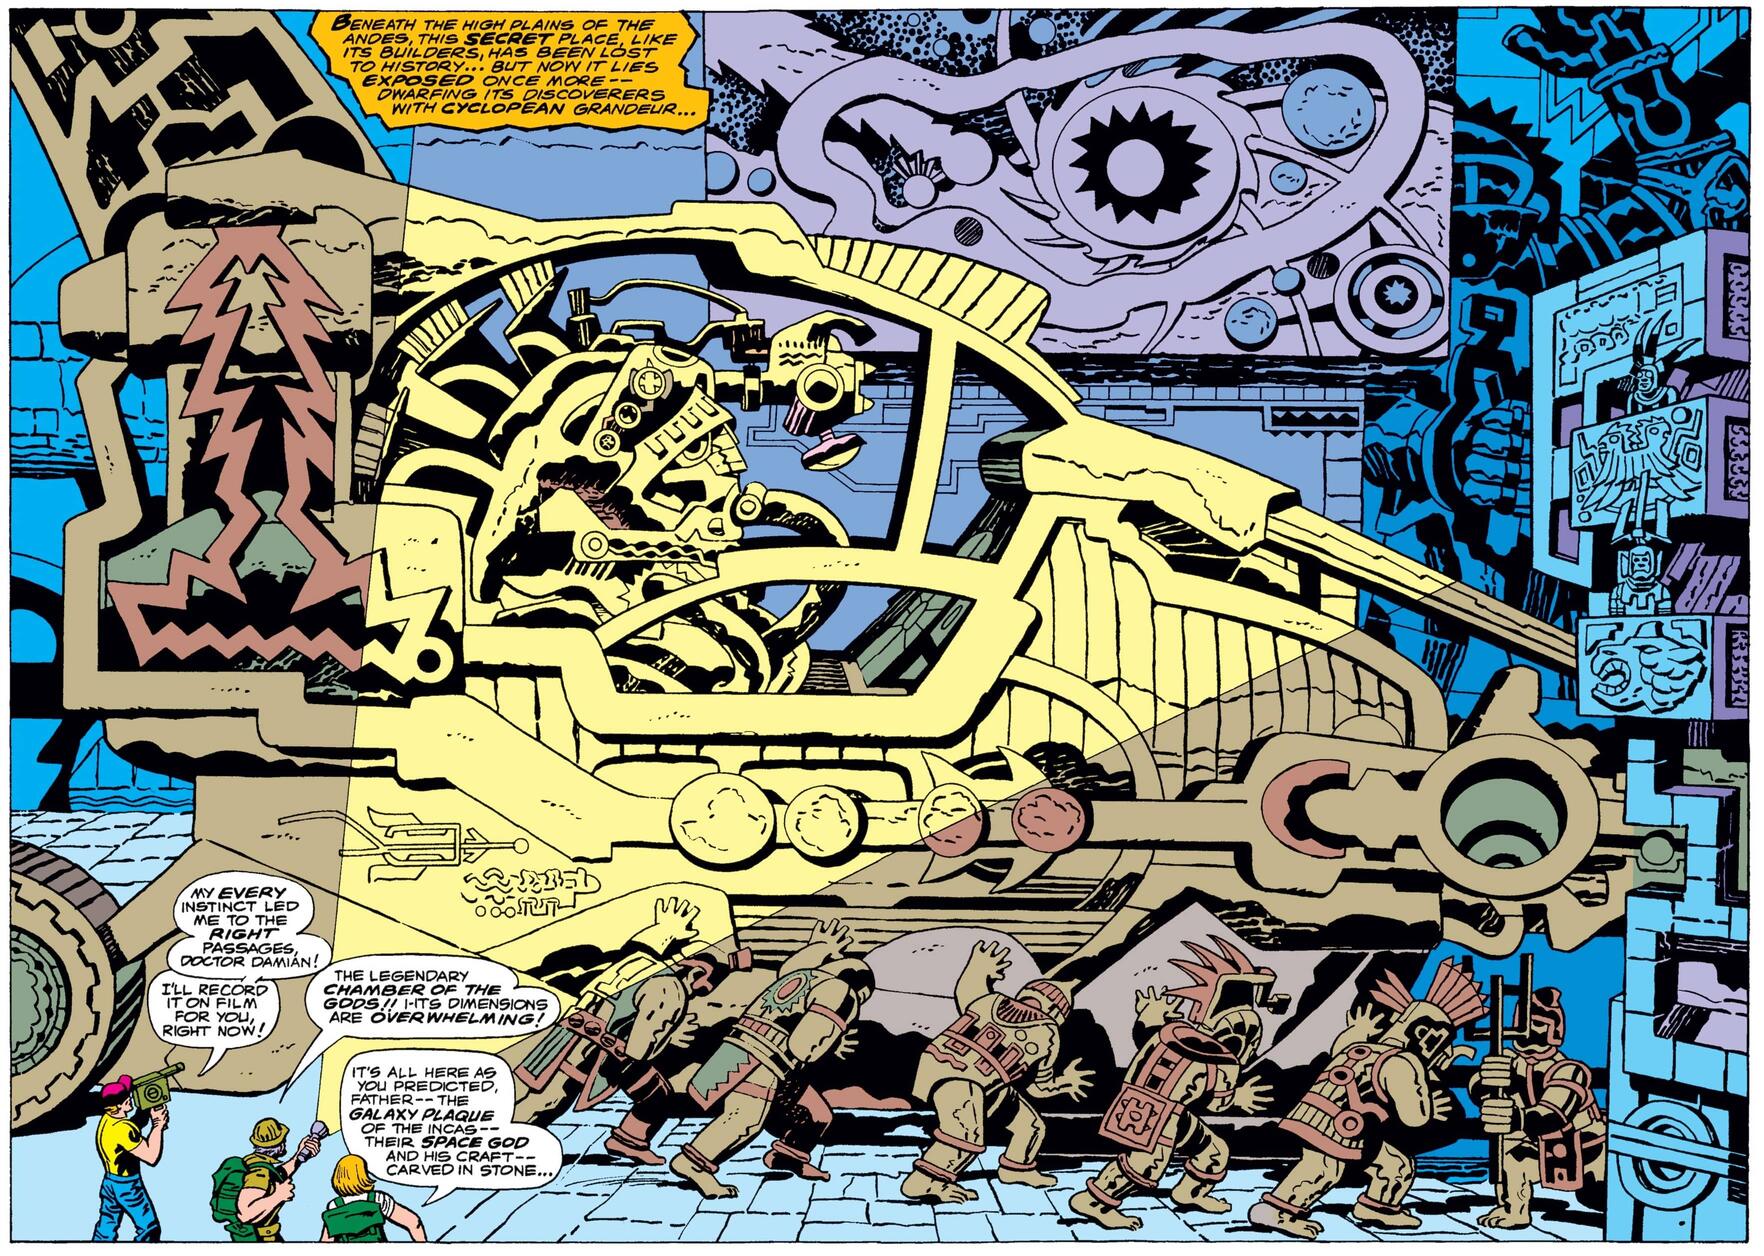 BENEATH THE HIGH PLAINS OF THE
ANDES, THIS SECRET PLACE, LIKE
ITS BUILDERS, HAS BEEN LOST
TO HISTORY... BUT NOW IT LIES
EXPOSED ONCE MORE--
DWARFING ITS DISCOVERERS
WITH CYCLOPEAN GRANDEUR...
MY EVERY
INSTINCT LED
ME TO THE
RIGHT
PASSAGES,
DOCTOR DAMIÁN!
I'LL RECORD
IT ON FILM
FOR YOU,
RIGHT NOW!
THE LEGENDARY
CHAMBER OF THE
GODS!! I-ITS DIMENSIONS
ARE OVERWHELMING!
IT'S ALL HERE AS
YOU PREDICTED,
FATHER-- THE
GALAXY PLAQUE
OF THE INCAS--
THEIR SPACE GOD
AND HIS CRAFT--
CARVED IN STONE...